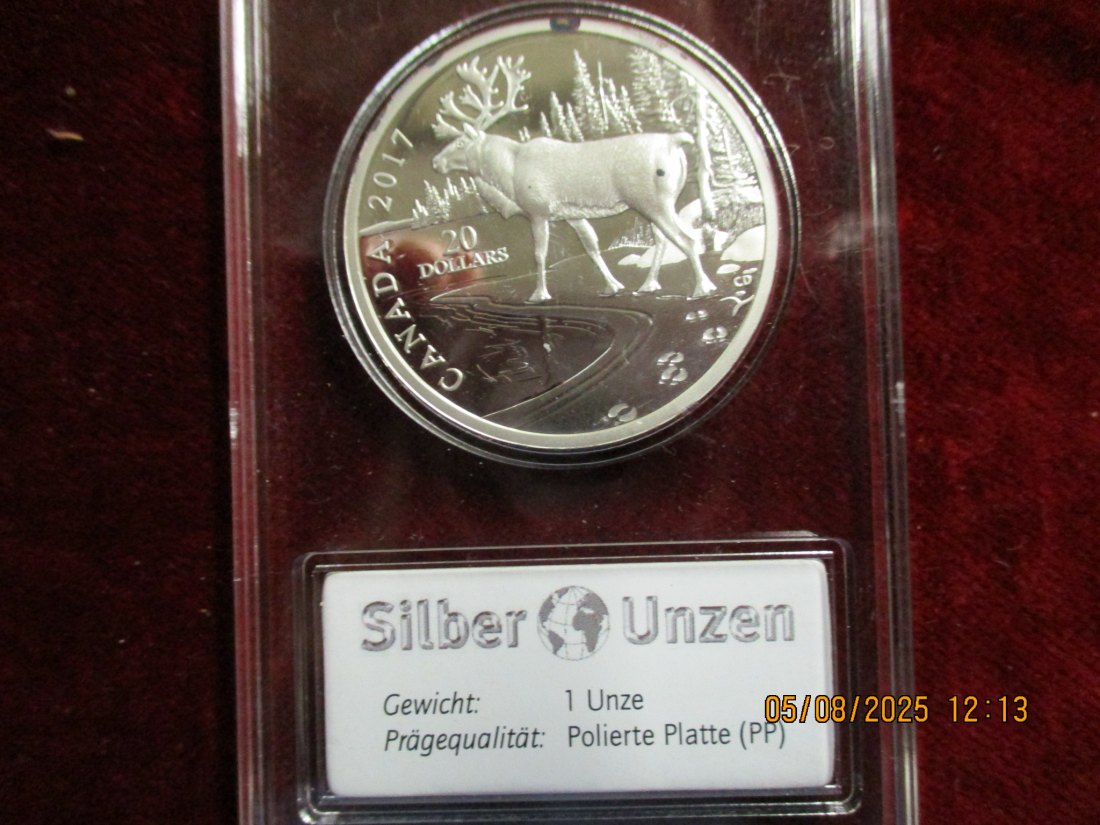 CANADA 2017
20
DOLLARS
Silber Unzen
Gewicht: 1 Unze
Prägequalität: Polierte Platte (PP)
05/08/2025 12:13